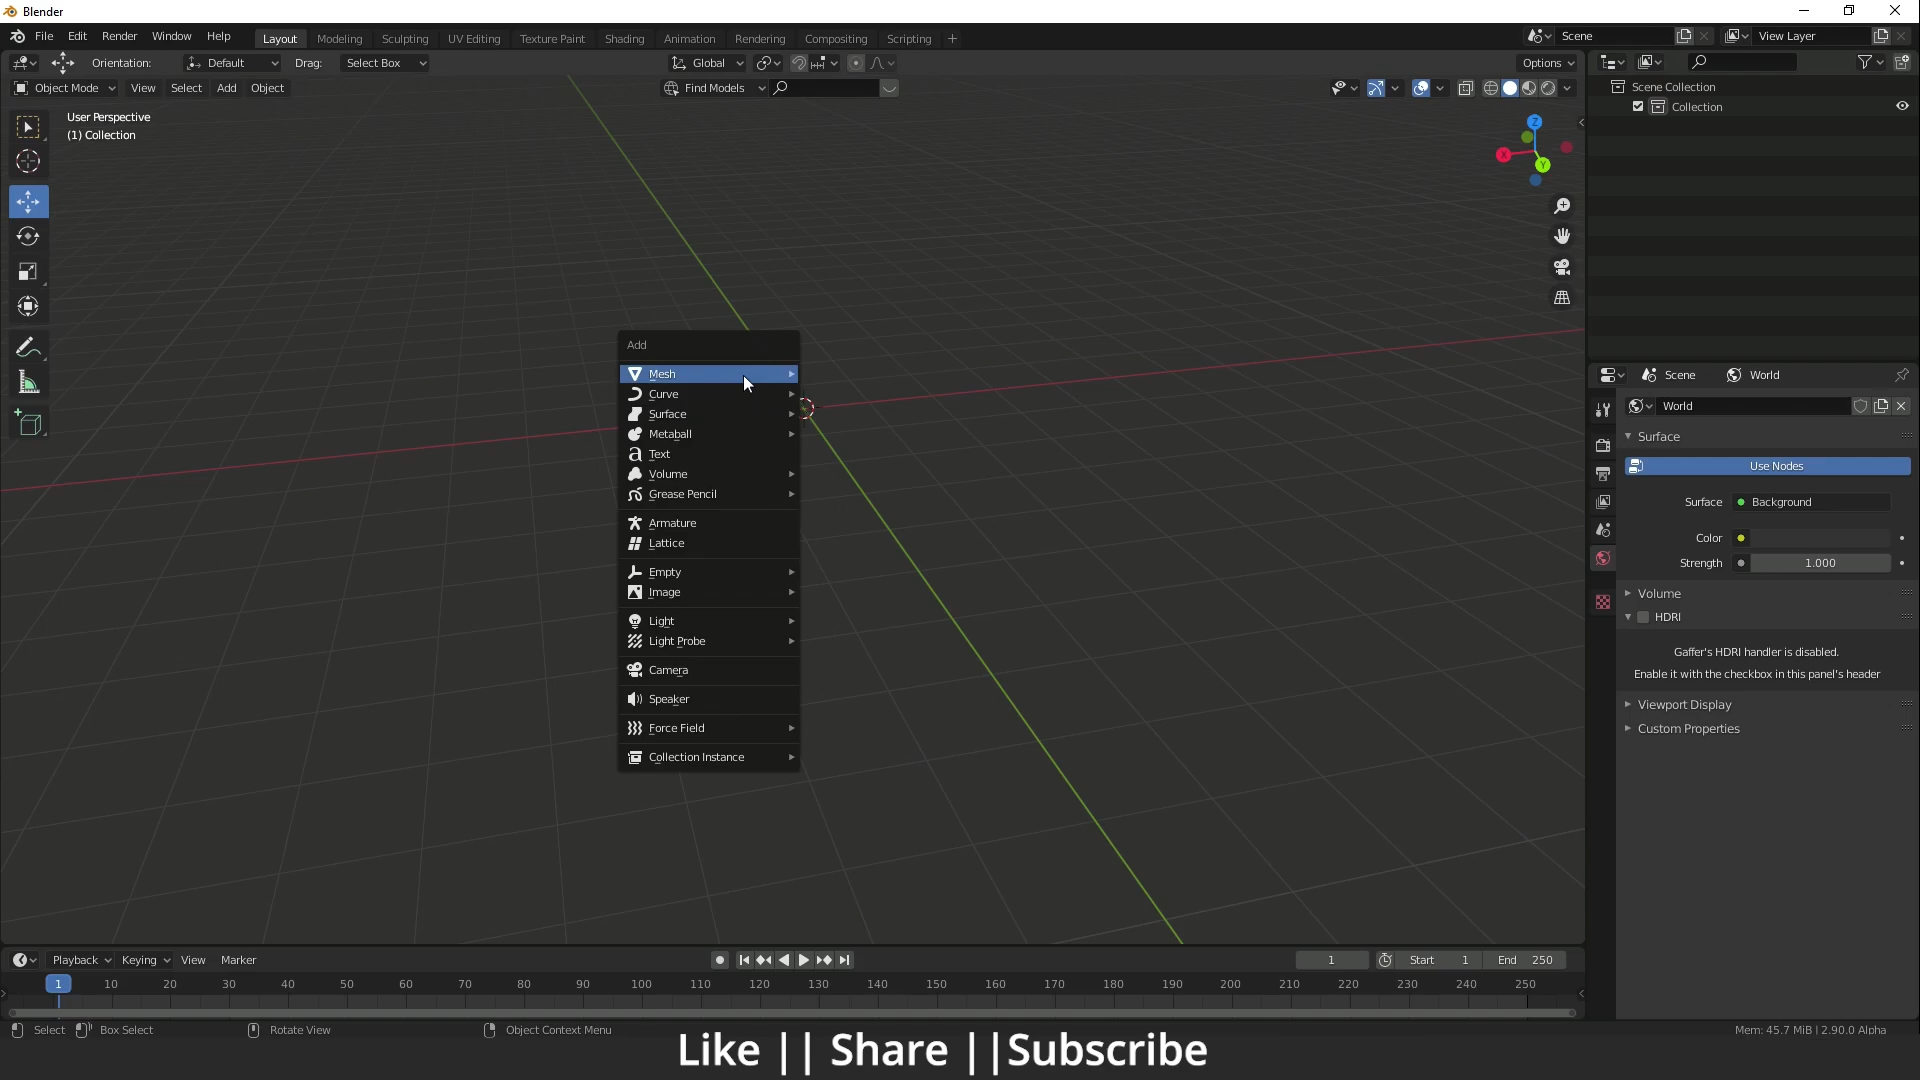 Blender
File Edit Render Window Help Layout Modeling Sculpting UV Editing Texture Paint Shading Animation Rendering Compositing Scripting + Scene View Layer
Orientation: Default Drag: Select Box Global Options
Object Mode View Select Add Object Find Models
User Perspective
(1) Collection
Z
X
Y
Scene Collection
Collection
Add
Mesh
Curve
Surface
Metaball
Text
Volume
Grease Pencil
Armature
Lattice
Empty
Image
Light
Light Probe
Camera
Speaker
Force Field
Collection Instance
Scene World
World
Surface
Use Nodes
Surface Background
Color
Strength 1.000
Volume
HDRI
Gaffer's HDRI handler is disabled.
Enable it with the checkbox in this panel's header
Viewport Display
Custom Properties
Playback Keying View Marker 1 Start 1 End 250
1 10 20 30 40 50 60 70 80 90 100 110 120 130 140 150 160 170 180 190 200 210 220 230 240 250
Select Box Select Rotate View Object Context Menu Mem: 45.7 MiB | 2.90.0 Alpha
Like || Share ||Subscribe